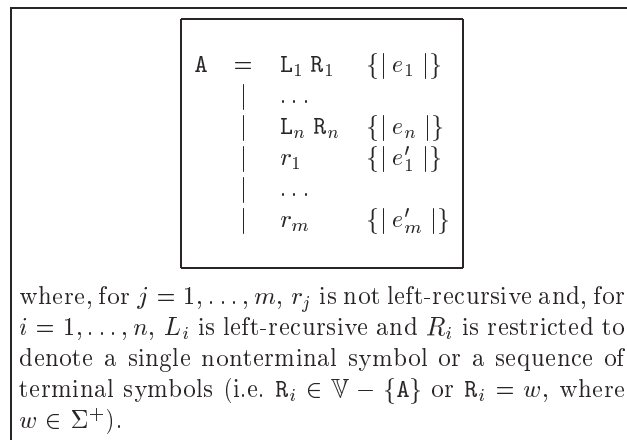 A = L₁ R₁ {| e₁ |}
| ...
| Lₙ Rₙ {| eₙ |}
| r₁ {| e′₁ |}
| ...
| rₘ {| e′ₘ |}
where, for j = 1, . . . , m, rⱼ is not left-recursive and, for
i = 1, . . . , n, Lᵢ is left-recursive and Rᵢ is restricted to
denote a single nonterminal symbol or a sequence of
terminal symbols (i.e. Rᵢ ∈ 𝕍 − {A} or Rᵢ = w, where
w ∈ Σ⁺).